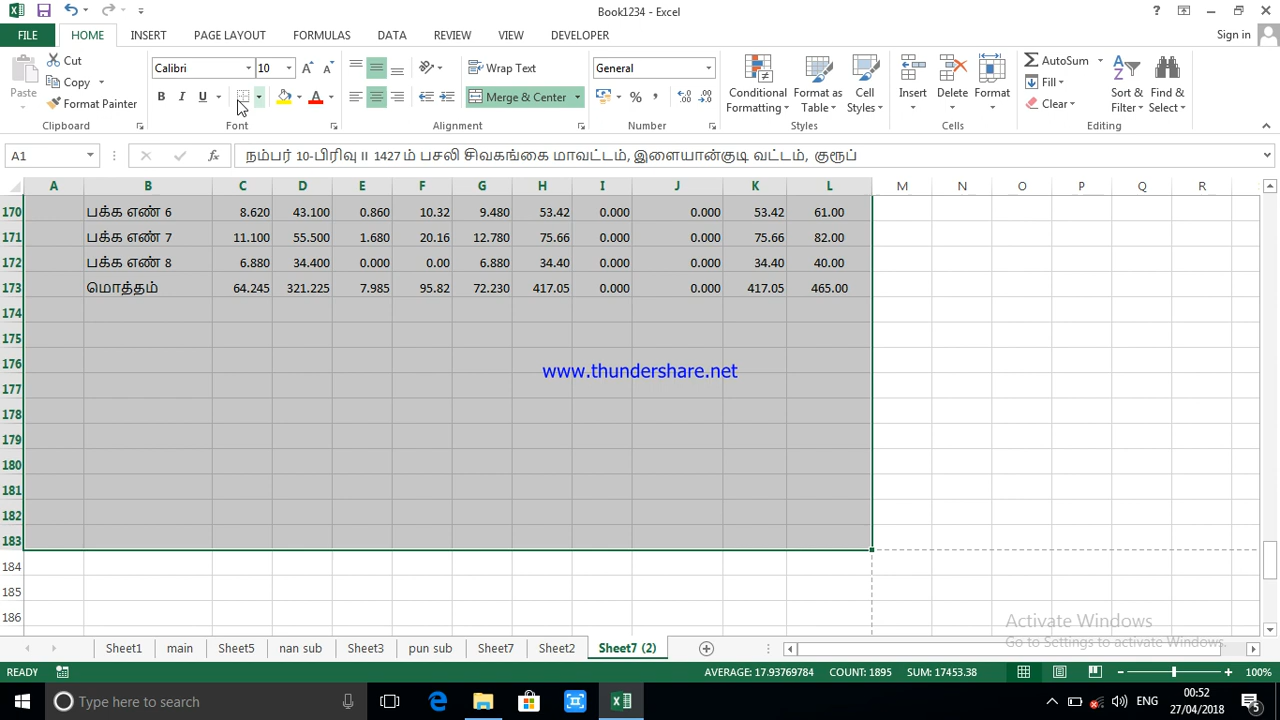 Book1234 - Excel
FILE HOME INSERT PAGE LAYOUT FORMULAS DATA REVIEW VIEW DEVELOPER Sign in
Paste Cut Copy Format Painter Clipboard
Calibri 10 B I U A Font
Wrap Text Merge & Center Alignment
General % , Number
Conditional Formatting Format as Table Cell Styles Styles
Insert Delete Format Cells
AutoSum Fill Clear Sort & Filter Find & Select Editing
A1 fx நம்பர் 10-பிரிவு II 1427 ம் பசலி சிவகங்கை மாவட்டம், இளையான்குடி வட்டம், குரூப்
A B C D E F G H I J K L M N O P Q R
170 பக்க எண் 6 8.620 43.100 0.860 10.32 9.480 53.42 0.000 0.000 53.42 61.00
171 பக்க எண் 7 11.100 55.500 1.680 20.16 12.780 75.66 0.000 0.000 75.66 82.00
172 பக்க எண் 8 6.880 34.400 0.000 0.00 6.880 34.40 0.000 0.000 34.40 40.00
173 மொத்தம் 64.245 321.225 7.985 95.82 72.230 417.05 0.000 0.000 417.05 465.00
174
175
176
www.thundershare.net
177
178
179
180
181
182
183
184
185
186
Activate Windows
Go to Settings to activate Windows.
Sheet1 main Sheet5 Sheet7 Sheet2 Sheet7 (2)
READY AVERAGE: 17.93769784 COUNT: 1895 SUM: 17453.38 100%
Type here to search ENG 00:52 27/04/2018 5